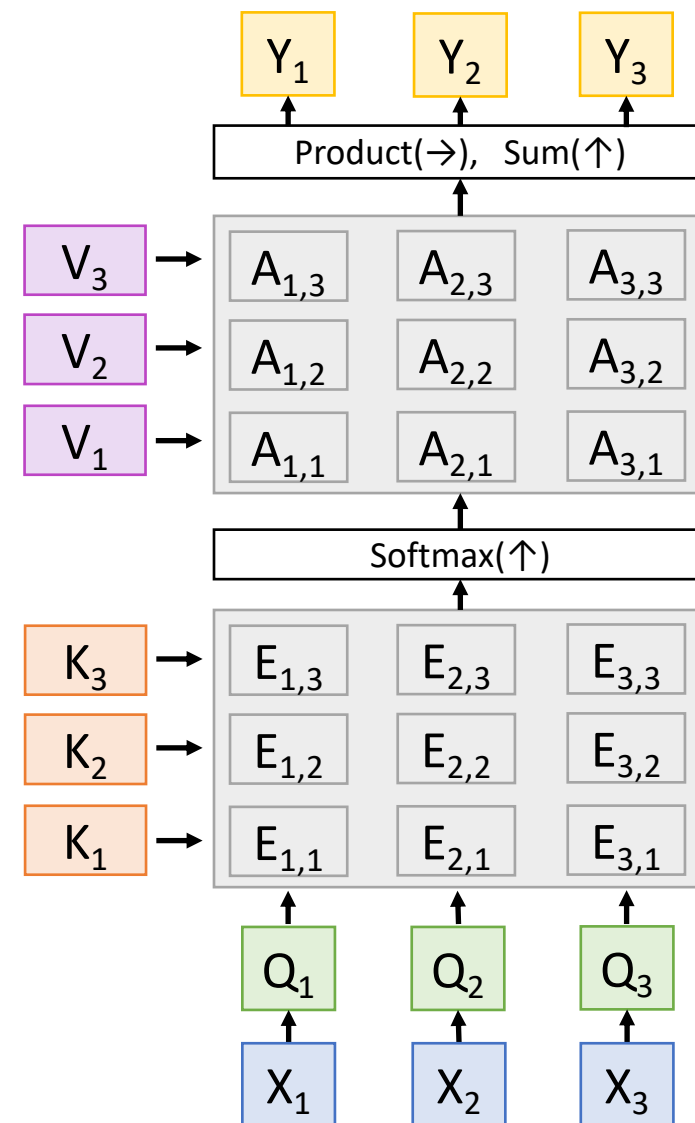 Y₁ Y₂ Y₃
Product(→), Sum(↑)
V₃ A₁,₃ A₂,₃ A₃,₃
V₂ A₁,₂ A₂,₂ A₃,₂
V₁ A₁,₁ A₂,₁ A₃,₁
Softmax(↑)
K₃ E₁,₃ E₂,₃ E₃,₃
K₂ E₁,₂ E₂,₂ E₃,₂
K₁ E₁,₁ E₂,₁ E₃,₁
Q₁ Q₂ Q₃
X₁ X₂ X₃